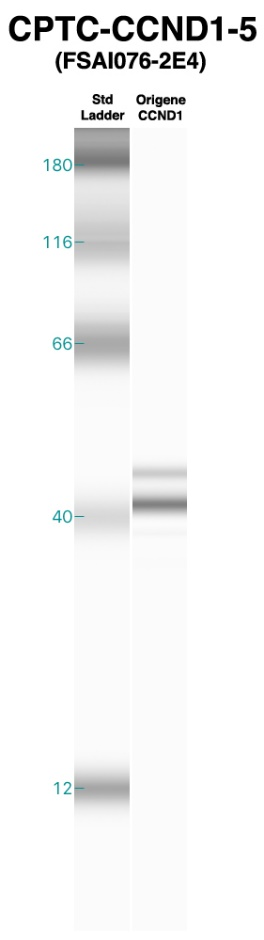 CPTC-CCND1-5
(FSAI076-2E4)
Std Origene
Ladder CCND1
180
116
66
40
12